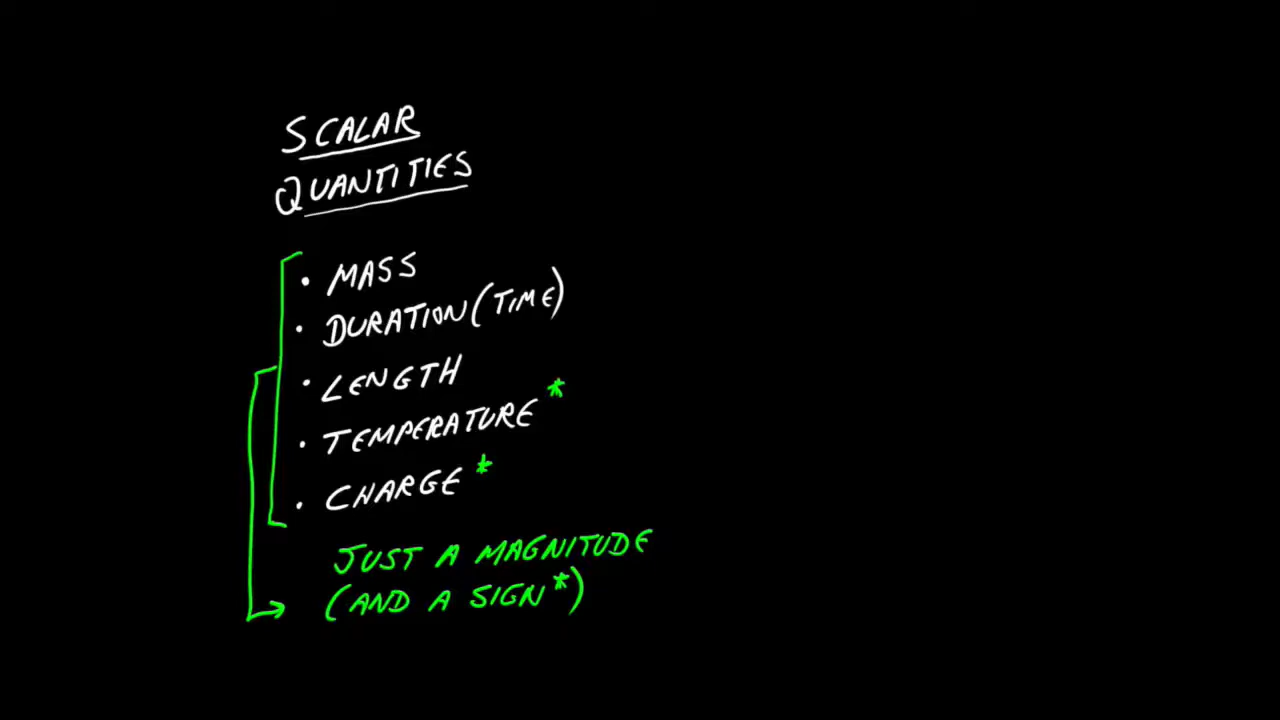 SCALAR
QUANTITIES
• MASS
• DURATION (TIME)
• LENGTH
• TEMPERATURE*
• CHARGE*
JUST A MAGNITUDE
(AND A SIGN*)